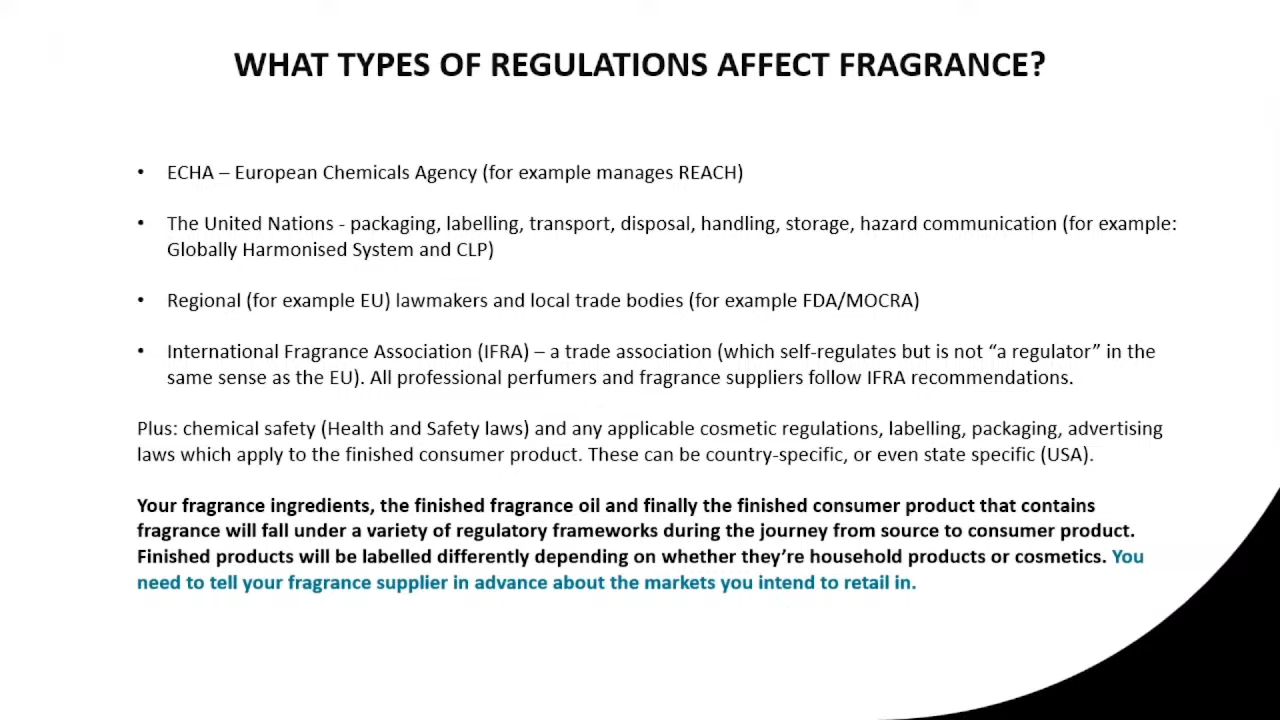 WHAT TYPES OF REGULATIONS AFFECT FRAGRANCE?
• ECHA – European Chemicals Agency (for example manages REACH)
• The United Nations - packaging, labelling, transport, disposal, handling, storage, hazard communication (for example:
Globally Harmonised System and CLP)
• Regional (for example EU) lawmakers and local trade bodies (for example FDA/MOCRA)
• International Fragrance Association (IFRA) – a trade association (which self-regulates but is not “a regulator” in the
same sense as the EU). All professional perfumers and fragrance suppliers follow IFRA recommendations.
Plus: chemical safety (Health and Safety laws) and any applicable cosmetic regulations, labelling, packaging, advertising
laws which apply to the finished consumer product. These can be country-specific, or even state specific (USA).
Your fragrance ingredients, the finished fragrance oil and finally the finished consumer product that contains
fragrance will fall under a variety of regulatory frameworks during the journey from source to consumer product.
Finished products will be labelled differently depending on whether they’re household products or cosmetics. You
need to tell your fragrance supplier in advance about the markets you intend to retail in.